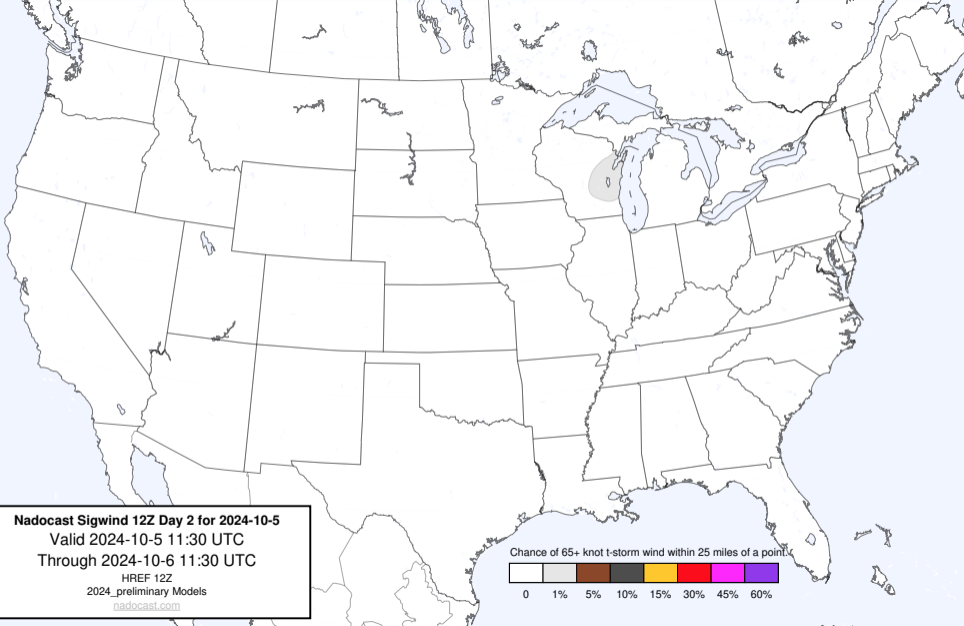 Nadocast Sigwind 12Z Day 2 for 2024-10-5
Valid 2024-10-5 11:30 UTC
Through 2024-10-6 11:30 UTC
HREF 12Z
2024_preliminary Models
nadocast.com
Chance of 65+ knot t-storm wind within 25 miles of a point.
0 1% 5% 10% 15% 30% 45% 60%